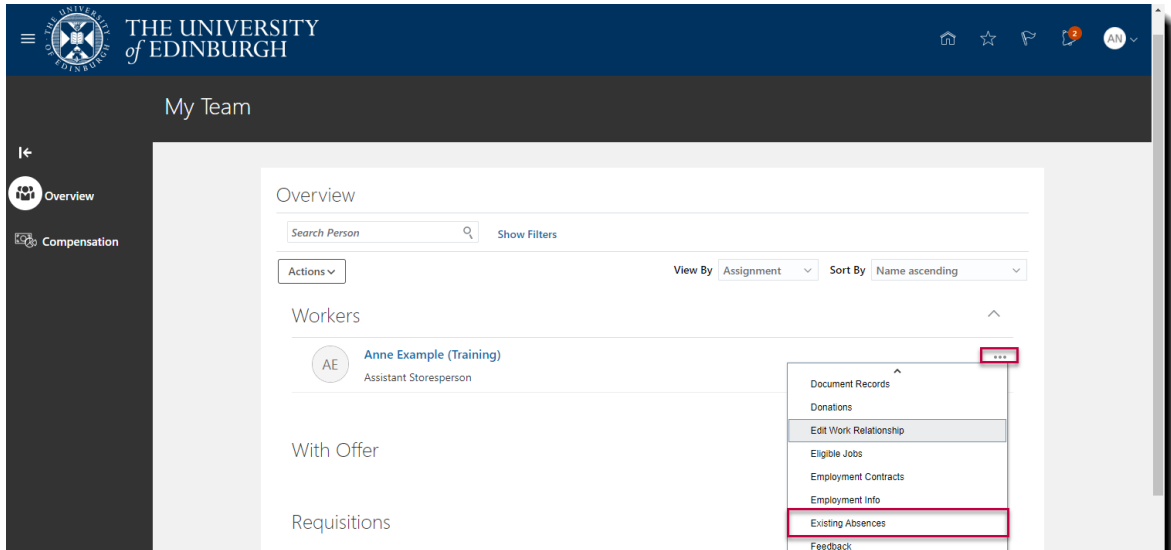 THE UNIVERSITY
of EDINBURGH
2
AN
My Team
Overview
Compensation
Overview
Search Person
Show Filters
Actions
View By Assignment Sort By Name ascending
Workers
AE
Anne Example (Training)
Assistant Storesperson
Document Records
Donations
Edit Work Relationship
Eligible Jobs
Employment Contracts
Employment Info
Existing Absences
Feedback
With Offer
Requisitions